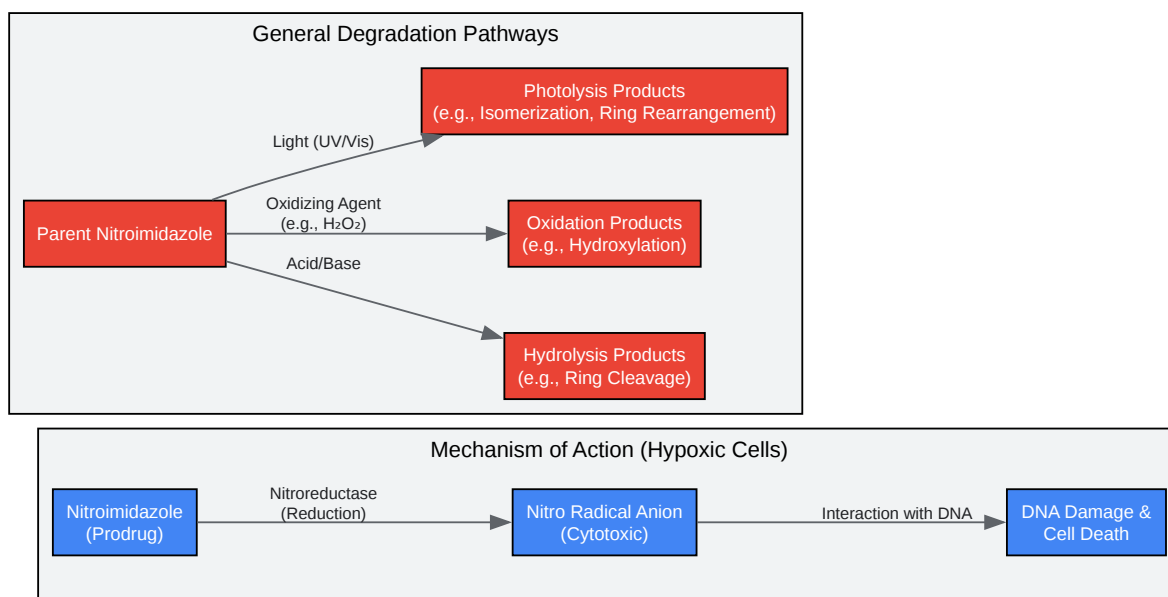 General Degradation Pathways
Photolysis Products
(e.g., Isomerization, Ring Rearrangement)
Light (UV/Vis)
Parent Nitroimidazole
Oxidizing Agent
(e.g., H₂O₂)
Oxidation Products
(e.g., Hydroxylation)
Acid/Base
Hydrolysis Products
(e.g., Ring Cleavage)
Mechanism of Action (Hypoxic Cells)
Nitroimidazole
(Prodrug)
Nitroreductase
(Reduction)
Nitro Radical Anion
(Cytotoxic)
Interaction with DNA
DNA Damage &
Cell Death